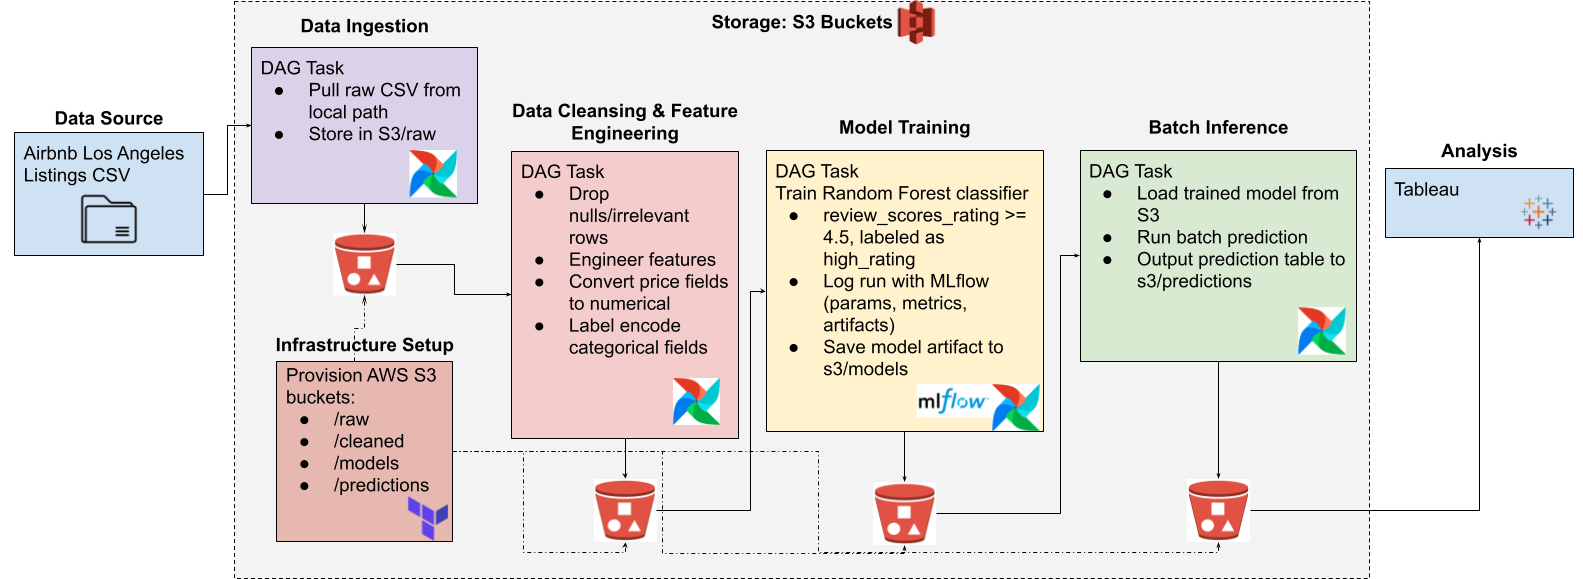 Storage: S3 Buckets
Data Source
Airbnb Los Angeles
Listings CSV
Data Ingestion
DAG Task
● Pull raw CSV from
local path
● Store in S3/raw
Infrastructure Setup
Provision AWS S3
buckets:
● /raw
● /cleaned
● /models
● /predictions
Data Cleansing & Feature
Engineering
DAG Task
● Drop
nulls/irrelevant
rows
● Engineer features
● Convert price fields
to numerical
● Label encode
categorical fields
Model Training
DAG Task
Train Random Forest classifier
● review_scores_rating >=
4.5, labeled as
high_rating
● Log run with MLflow
(params, metrics,
artifacts)
● Save model artifact to
s3/models
mlflow
Batch Inference
DAG Task
● Load trained model from
S3
● Run batch prediction
● Output prediction table to
s3/predictions
Analysis
Tableau